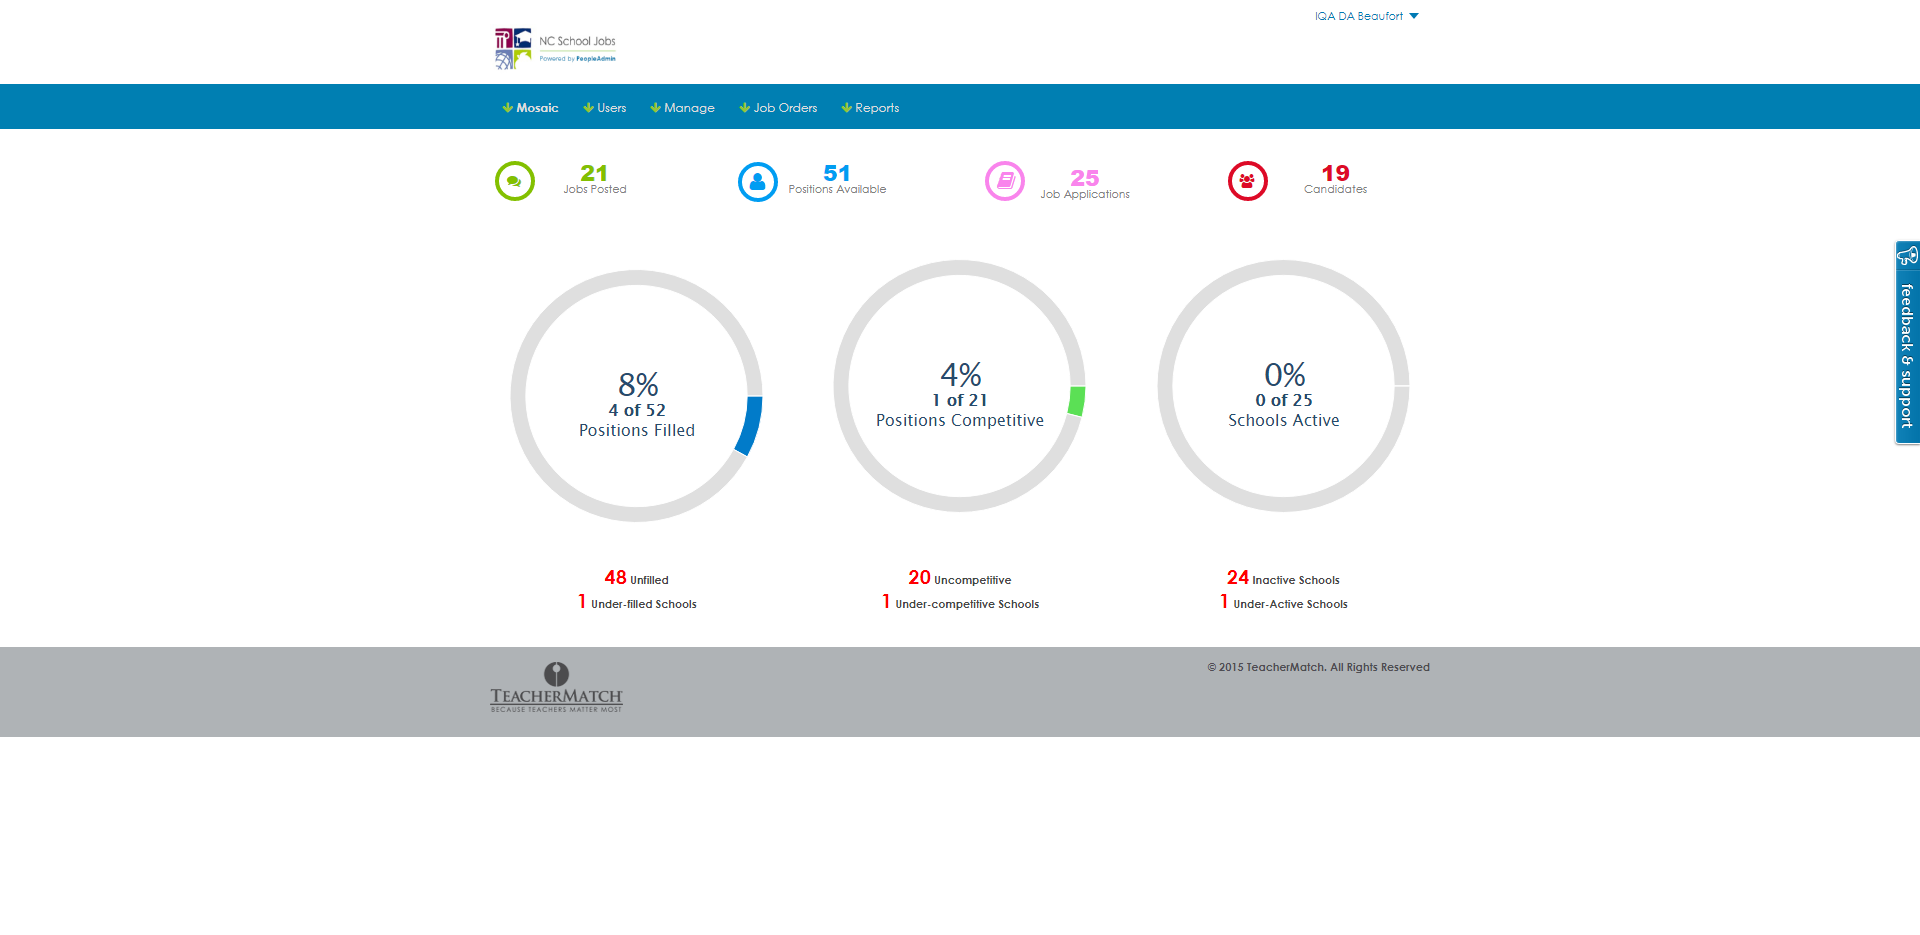 IQA DA Beaufort
NC School Jobs
Powered by PeopleAdmin
Mosaic Users Manage Job Orders Reports
21
Jobs Posted
51
Positions Available
25
Job Applications
19
Candidates
8%
4 of 52
Positions Filled
4%
1 of 21
Positions Competitive
0%
0 of 25
Schools Active
feedback & support
48 Unfilled
1 Under-filled Schools
20 Uncompetitive
1 Under-competitive Schools
24 Inactive Schools
1 Under-Active Schools
© 2015 TeacherMatch. All Rights Reserved
TEACHERMATCH
BECAUSE TEACHERS MATTER MOST